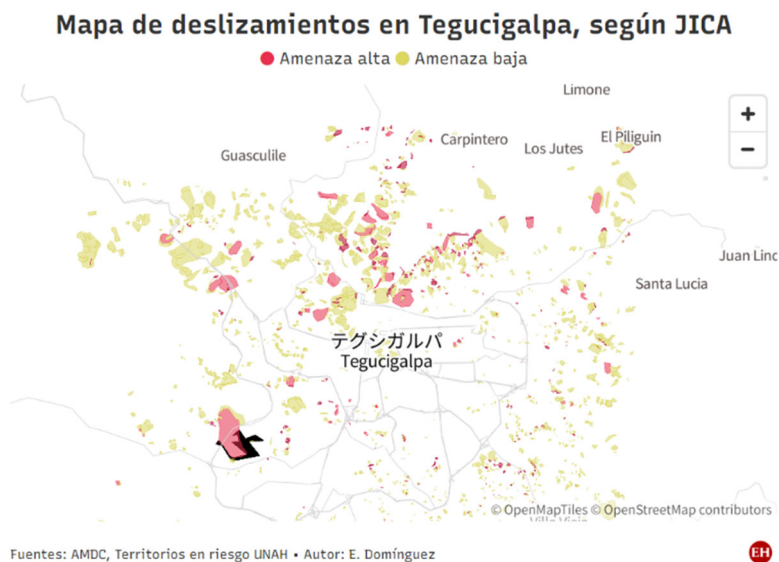 Mapa de deslizamientos en Tegucigalpa, según JICA
Amenaza alta Amenaza baja
Limone
+
Carpintero
El Piliguin
Los Jutes
−
Guasculile
Juan Linc
Santa Lucia
テグシガルパ
Tegucigalpa
© OpenMapTiles © OpenStreetMap contributors
Fuentes: AMDC, Territorios en riesgo UNAH • Autor: E. Domínguez
EH